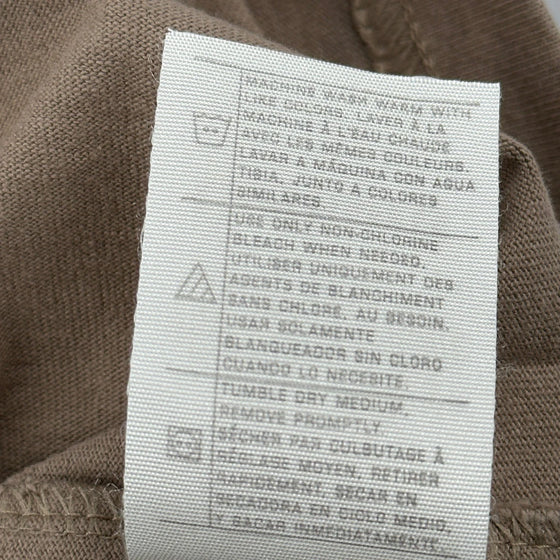 MACHINE WASH WARM WITH
LIKE COLORS. LAVER À LA
MACHINE À L'EAU CHAUDE
AVEC LES MÊMES COULEURS.
LAVAR A MÁQUINA CON AGUA
TIBIA, JUNTO A COLORES
SIMILARES.
USE ONLY NON-CHLORINE
BLEACH WHEN NEEDED.
UTILISER UNIQUEMENT DES
AGENTS DE BLANCHIMENT
SANS CHLORE, AU BESOIN.
USAR SOLAMENTE
BLANQUEADOR SIN CLORO
CUANDO LO NECESITE.
TUMBLE DRY MEDIUM,
REMOVE PROMPTLY.
SÉCHER PAR CULBUTAGE À
RÉGLAGE MOYEN, RETIRER
RAPIDEMENT. SECAR EN
SECADORA EN CICLO MEDIO,
Y SACAR INMEDIATAMENTE.